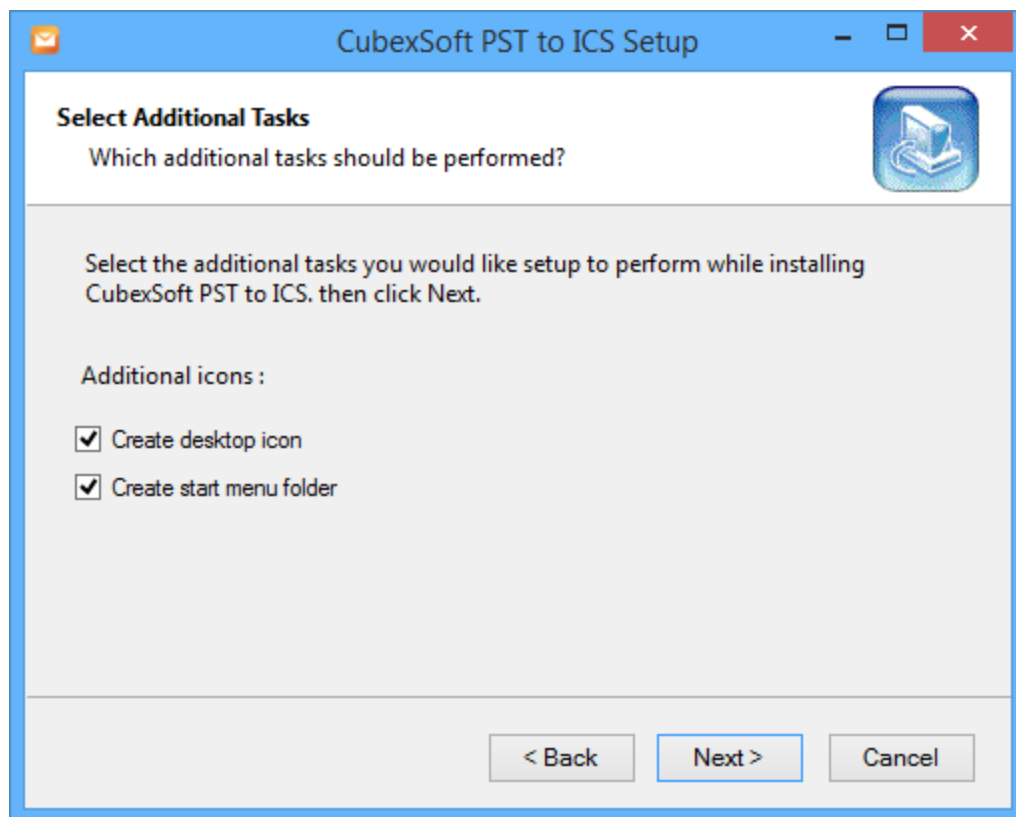 CubexSoft PST to ICS Setup
Select Additional Tasks
Which additional tasks should be performed?
Select the additional tasks you would like setup to perform while installing
CubexSoft PST to ICS. then click Next.
Additional icons :
Create desktop icon
Create start menu folder
< Back
Next >
Cancel